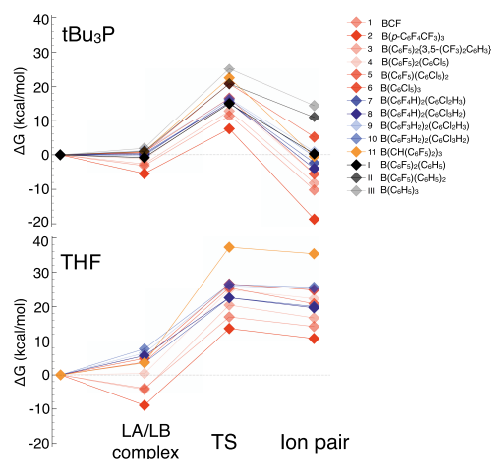 tBu3P
ΔG (kcal/mol)
40
30
20
10
0
-10
-20
1 BCF
2 B(p-C6F4CF3)3
3 B(C6F5)2{3,5-(CF3)2C6H3}
4 B(C6F5)2(C6Cl5)
5 B(C6F5)(C6Cl5)2
6 B(C6Cl5)3
7 B(C6F4H)2(C6Cl2H3)
8 B(C6F4H)2(C6Cl3H2)
9 B(C6F3H2)2(C6Cl2H3)
10 B(C6F3H2)2(C6Cl3H2)
11 B(CH(C6F5)2)3
I B(C6F5)2(C6H5)
II B(C6F5)(C6H5)2
III B(C6H5)3
THF
ΔG (kcal/mol)
40
30
20
10
0
-10
-20
LA/LB
complex
TS
Ion pair